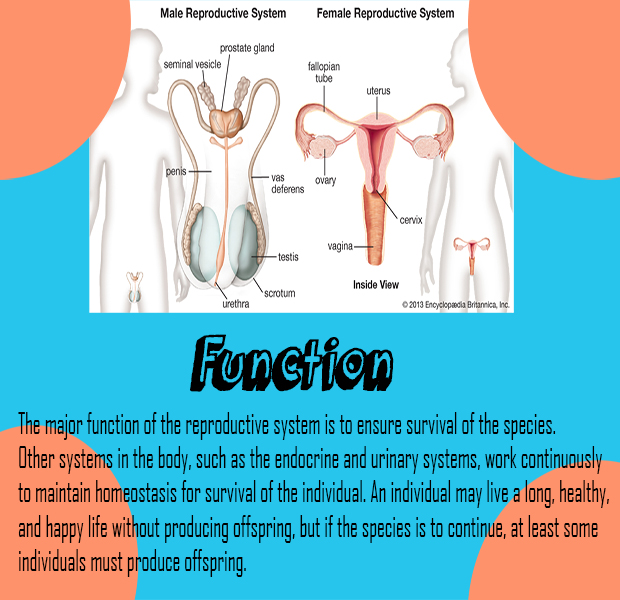 Male Reproductive System
Female Reproductive System
prostate gland
seminal vesicle
fallopian
tube
uterus
penis
vas
deferens
ovary
cervix
vagina
testis
scrotum
urethra
Inside View
© 2013 Encyclopædia Britannica, Inc.
Function
The major function of the reproductive system is to ensure survival of the species.
Other systems in the body, such as the endocrine and urinary systems, work continuously
to maintain homeostasis for survival of the individual. An individual may live a long, healthy,
and happy life without producing offspring, but if the species is to continue, at least some
individuals must produce offspring.